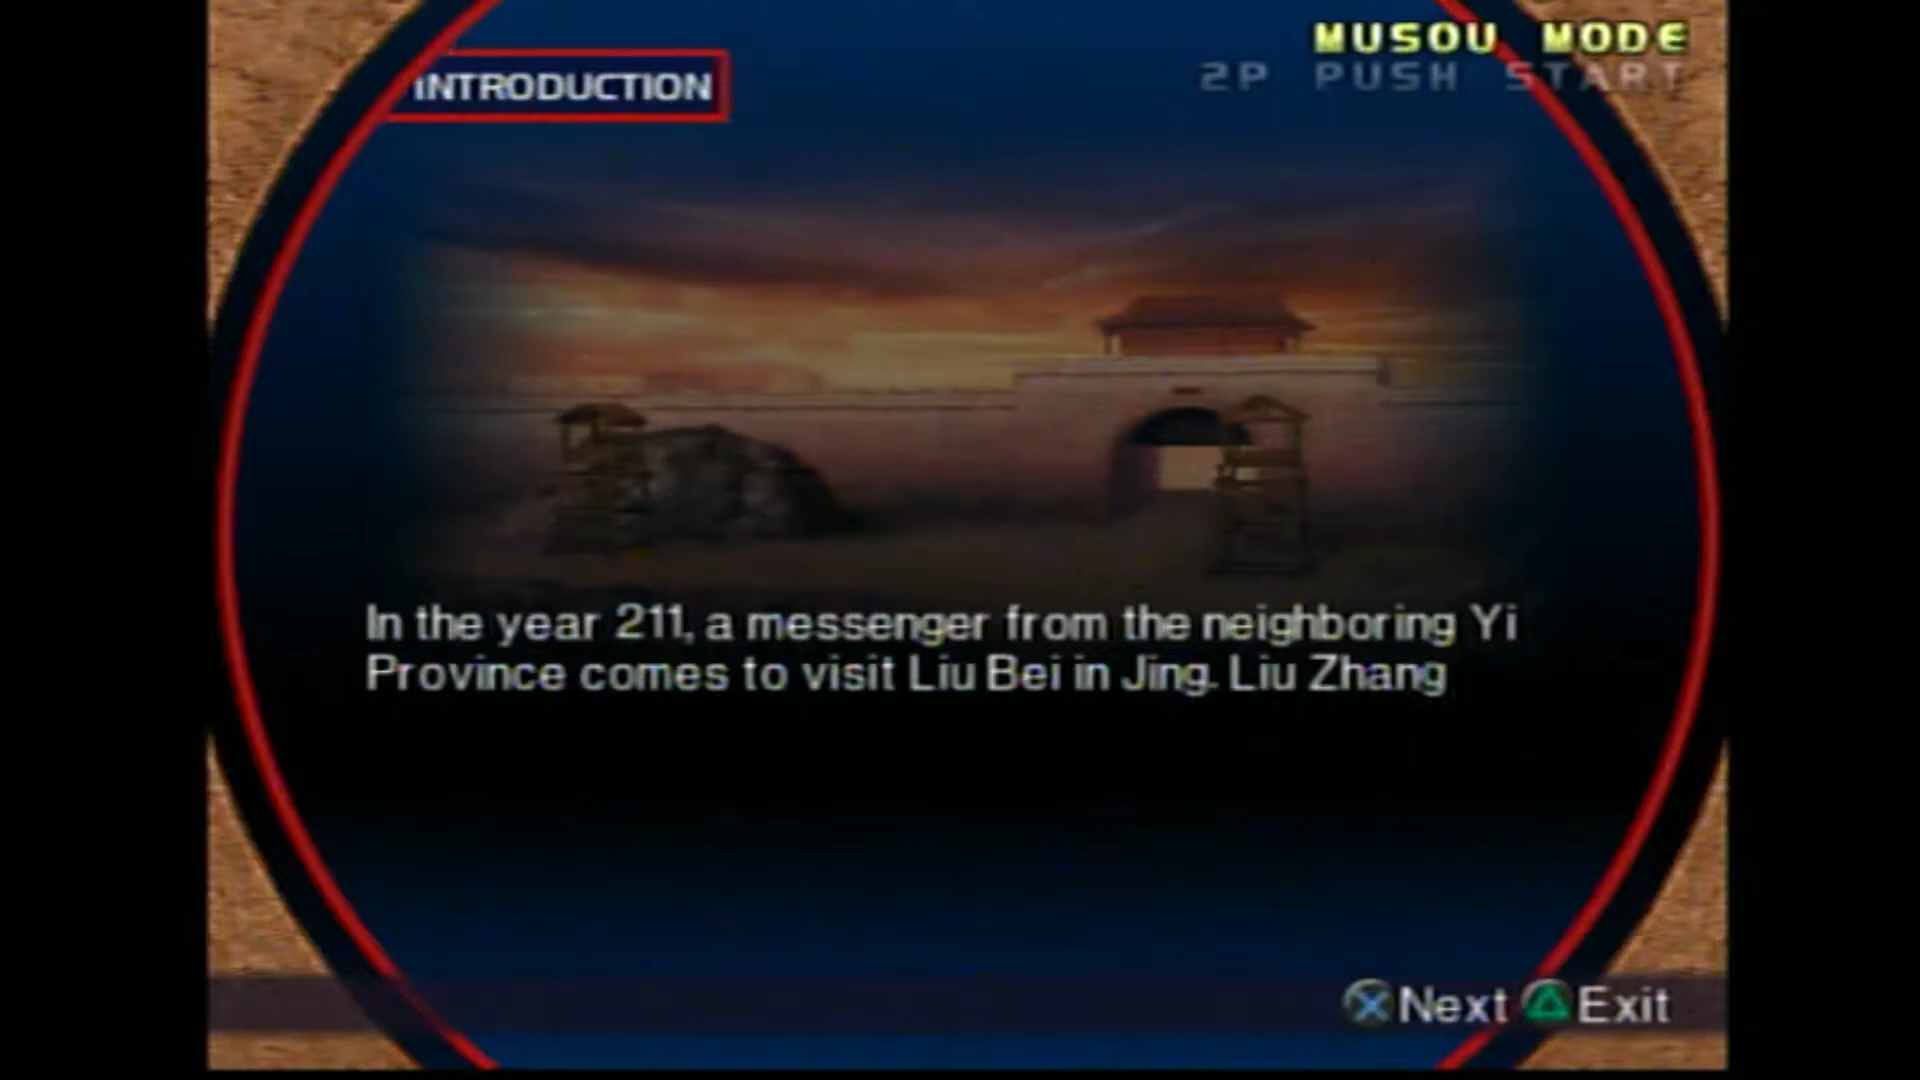 MUSOU MODE
2P PUSH START
INTRODUCTION
In the year 211, a messenger from the neighboring Yi
Province comes to visit Liu Bei in Jing. Liu Zhang
Next Exit